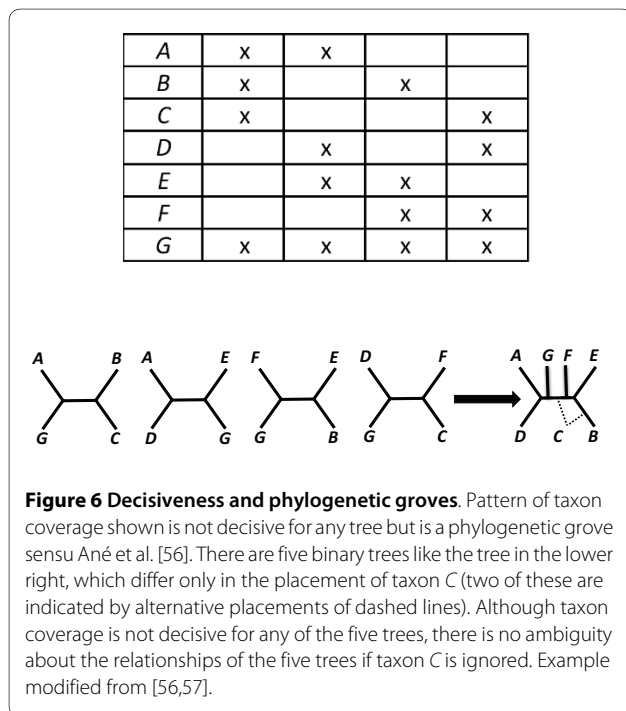 A x x
B x x
C x x
D x x
E x x
F x x
G x x x x
A B A E F E D F A G F E
G C D G G B G C D C B
Figure 6 Decisiveness and phylogenetic groves. Pattern of taxon
coverage shown is not decisive for any tree but is a phylogenetic grove
sensu Ané et al. [56]. There are five binary trees like the tree in the lower
right, which differ only in the placement of taxon C (two of these are
indicated by alternative placements of dashed lines). Although taxon
coverage is not decisive for any of the five trees, there is no ambiguity
about the relationships of the five trees if taxon C is ignored. Example
modified from [56,57].